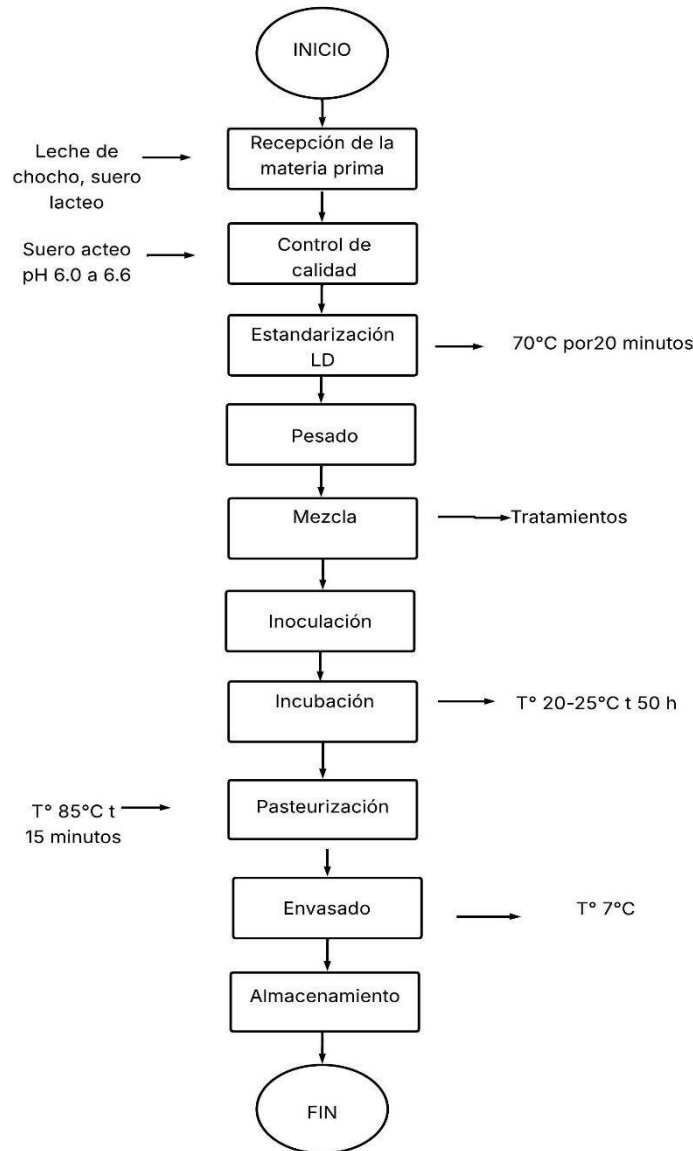 INICIO
Leche de
chocho, suero
lacteo
Recepción de la
materia prima
Suero acteo
pH 6.0 a 6.6
Control de
calidad
Estandarización
LD
70°C por20 minutos
Pesado
Mezcla
Tratamientos
Inoculación
Incubación
T° 20-25°C t 50 h
T° 85°C t
15 minutos
Pasteurización
Envasado
T° 7°C
Almacenamiento
FIN